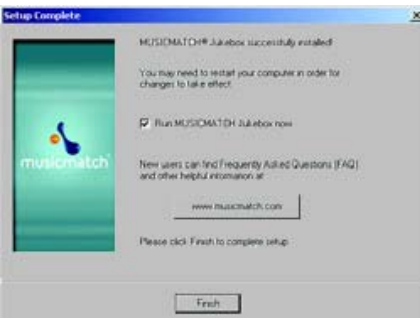 Setup Complete
MUSICMATCH® Jukebox successfully installed!
You may need to restart your computer in order for
changes to take effect.
Run MUSICMATCH Jukebox now
musicmatch
New users can find Frequently Asked Questions (FAQ)
and other helpful information at
www.musicmatch.com
Please click Finish to complete setup.
Finish